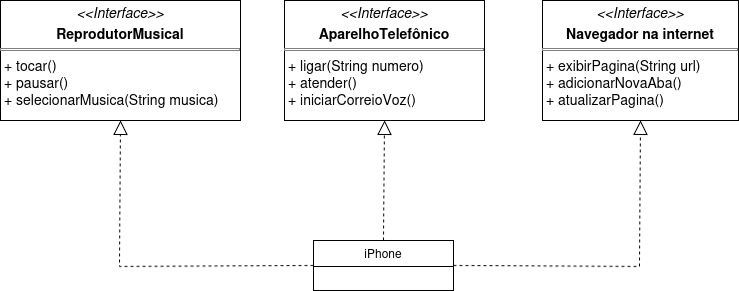 <<Interface>>
ReprodutorMusical
+ tocar()
+ pausar()
+ selecionarMusica(String musica)
<<Interface>>
AparelhoTelefônico
+ ligar(String numero)
+ atender()
+ iniciarCorreioVoz()
<<Interface>>
Navegador na internet
+ exibirPagina(String url)
+ adicionarNovaAba()
+ atualizarPagina()
iPhone